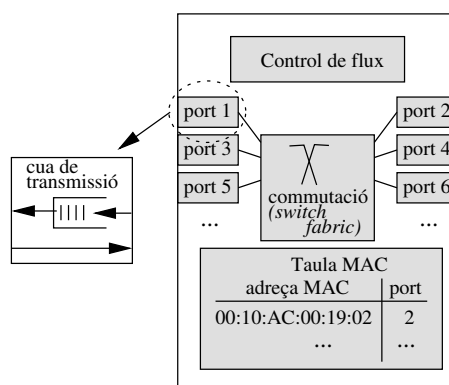 Control de flux
port 1
port 2
port 3
port 4
port 5
port 6
...
...
cua de
transmissió
commutació
(switch
fabric)
Taula MAC
adreça MAC port
00:10:AC:00:19:02 2
... ...